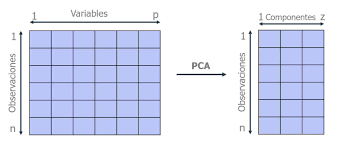 1 Variables p
1
Observaciones
n
PCA
1 Componentes z
1
Observaciones
n